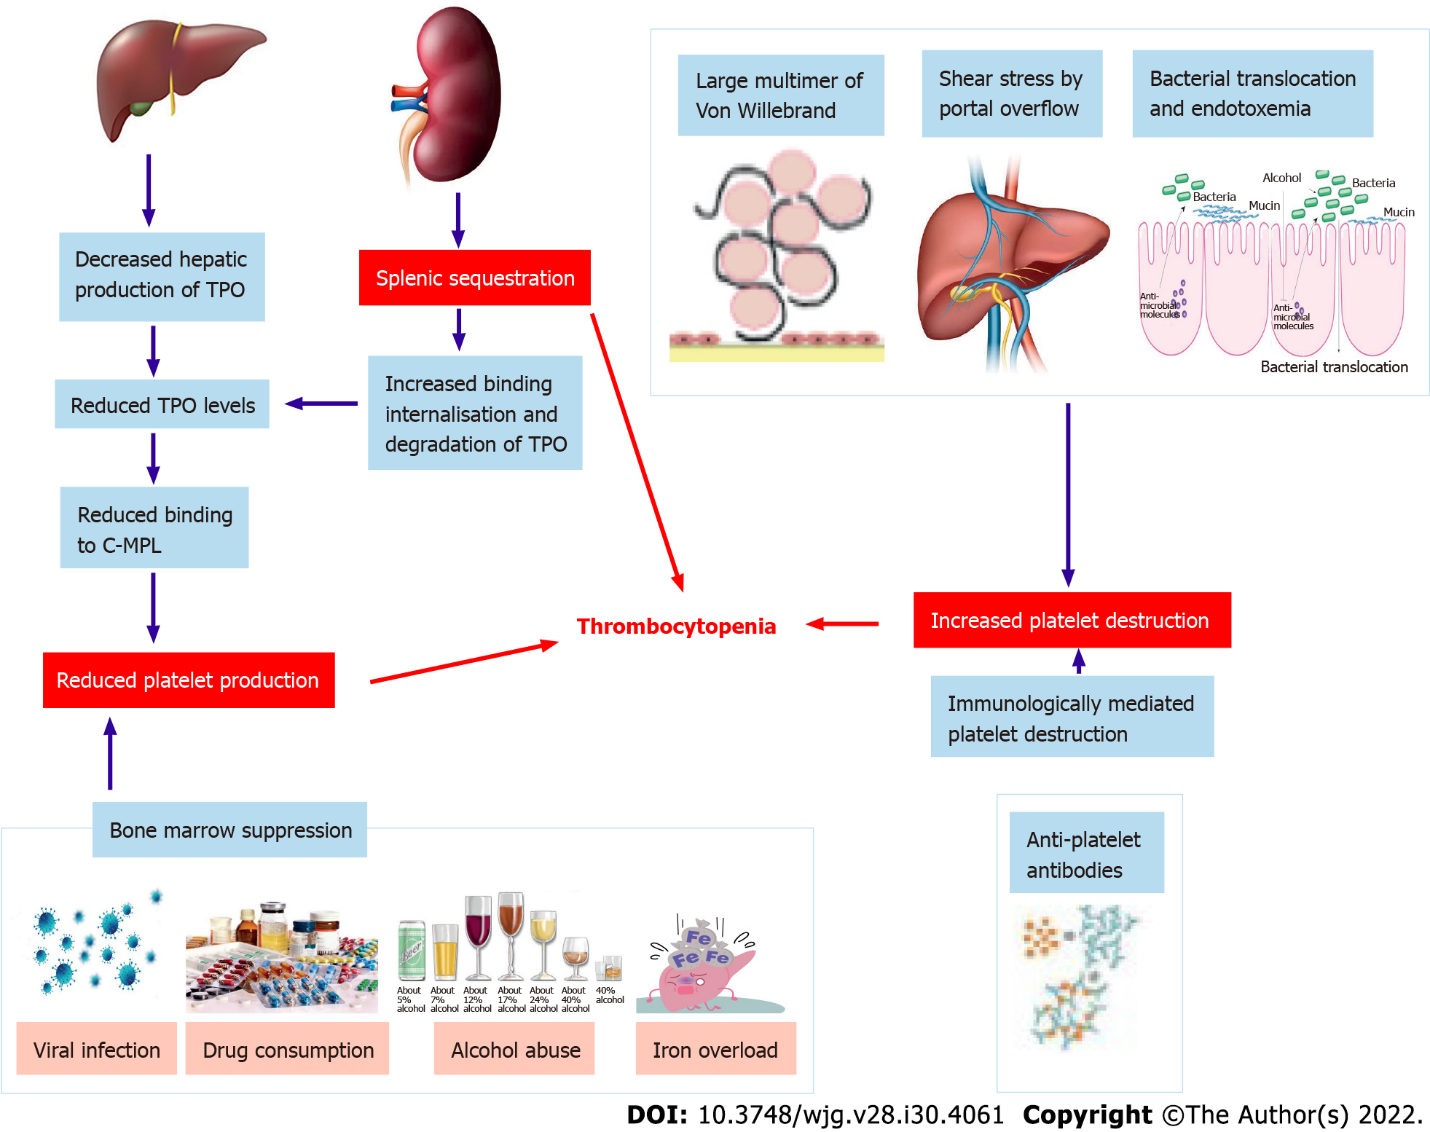 Large multimer of
Von Willebrand
Shear stress by
portal overflow
Bacterial translocation
and endotoxemia
Bacteria
Mucin
Alcohol
Bacteria
Mucin
Anti-
microbial
molecules
Anti-
microbial
molecules
Bacterial translocation
Decreased hepatic
production of TPO
Splenic sequestration
Reduced TPO levels
Increased binding
internalisation and
degradation of TPO
Reduced binding
to C-MPL
Thrombocytopenia
Increased platelet destruction
Reduced platelet production
Immunologically mediated
platelet destruction
Bone marrow suppression
Anti-platelet
antibodies
Beer
Fe
Fe Fe
About
5%
alcohol
About
7%
alcohol
About
12%
alcohol
About
17%
alcohol
About
24%
alcohol
About
40%
alcohol
40%
alcohol
Viral infection
Drug consumption
Alcohol abuse
Iron overload
DOI: 10.3748/wjg.v28.i30.4061 Copyright ©The Author(s) 2022.